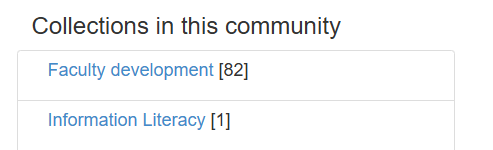 Collections in this community
Faculty development [82]
Information Literacy [1]